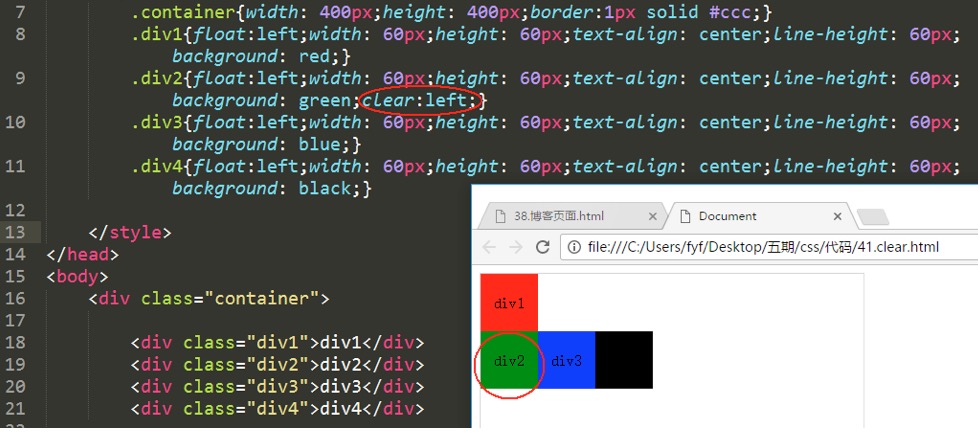 7 .container{width: 400px;height: 400px;border:1px solid #ccc;}
8 .div1{float:left;width: 60px;height: 60px;text-align: center;line-height: 60px;
background: red;}
9 .div2{float:left;width: 60px;height: 60px;text-align: center;line-height: 60px;
background: green;clear:left;}
10 .div3{float:left;width: 60px;height: 60px;text-align: center;line-height: 60px;
background: blue;}
11 .div4{float:left;width: 60px;height: 60px;text-align: center;line-height: 60px;
background: black;}
12
13 </style>
14 </head>
15 <body>
16 <div class="container">
17
18 <div class="div1">div1</div>
19 <div class="div2">div2</div>
20 <div class="div3">div3</div>
21 <div class="div4">div4</div>
38.博客页面.html
Document
file:///C:/Users/fyf/Desktop/五期/css/代码/41.clear.html
div1
div2 div3